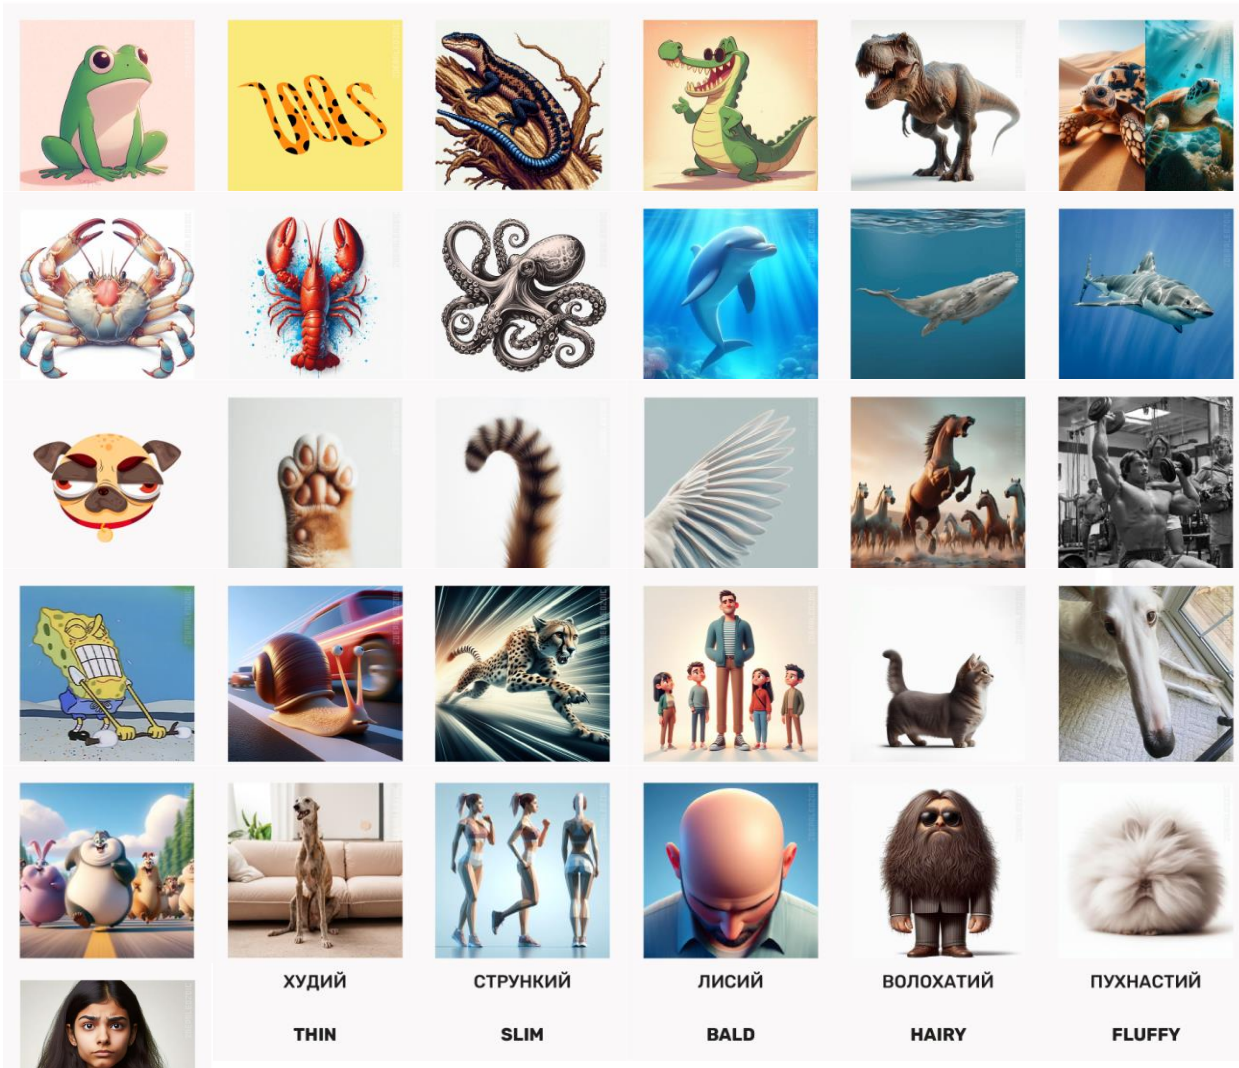 ХУДИЙ
СТРУНКИЙ
ЛИСИЙ
ВОЛОХАТИЙ
ПУХНАСТИЙ
THIN
SLIM
BALD
HAIRY
FLUFFY